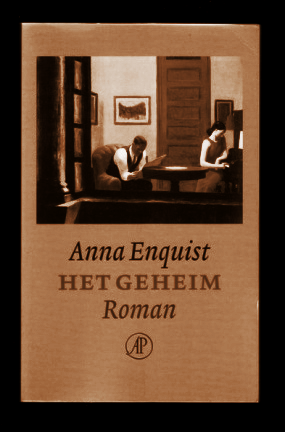 Anna Enquist
HET GEHEIM
Roman
AP